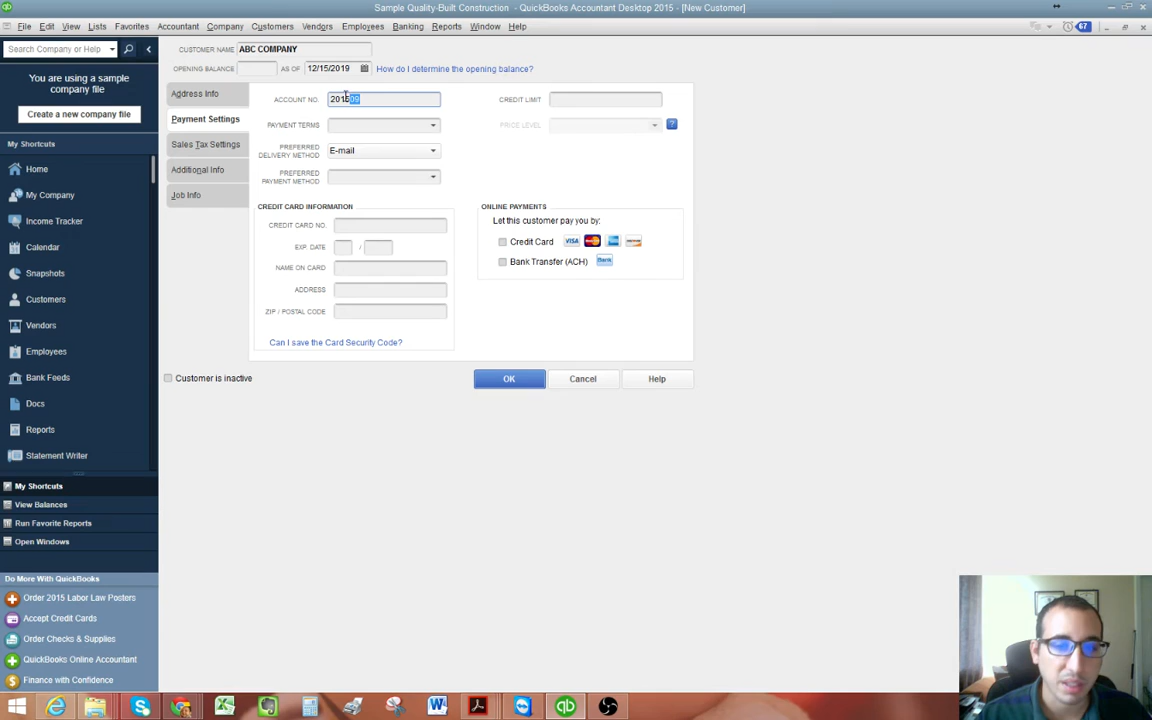 Sample Quality-Built Construction - QuickBooks Accountant Desktop 2015 - [New Customer]
File Edit View Lists Favorites Accountant Company Customers Vendors Employees Banking Reports Window Help
67
Search Company or Help
You are using a sample
company file
Create a new company file
My Shortcuts
Home
My Company
Income Tracker
Calendar
Snapshots
Customers
Vendors
Employees
Bank Feeds
Docs
Reports
Statement Writer
My Shortcuts
View Balances
Run Favorite Reports
Open Windows
Do More With QuickBooks
Order 2015 Labor Law Posters
Accept Credit Cards
Order Checks & Supplies
QuickBooks Online Accountant
Finance with Confidence
CUSTOMER NAME ABC COMPANY
OPENING BALANCE AS OF 12/15/2019 How do I determine the opening balance?
Address Info
Payment Settings
Sales Tax Settings
Additional Info
Job Info
ACCOUNT NO. 201509
PAYMENT TERMS
PREFERRED
DELIVERY METHOD E-mail
PREFERRED
PAYMENT METHOD
CREDIT LIMIT
PRICE LEVEL ?
CREDIT CARD INFORMATION
CREDIT CARD NO.
EXP. DATE /
NAME ON CARD
ADDRESS
ZIP / POSTAL CODE
Can I save the Card Security Code?
ONLINE PAYMENTS
Let this customer pay you by:
Credit Card VISA
Bank Transfer (ACH) Bank
Customer is inactive
OK Cancel Help
qb